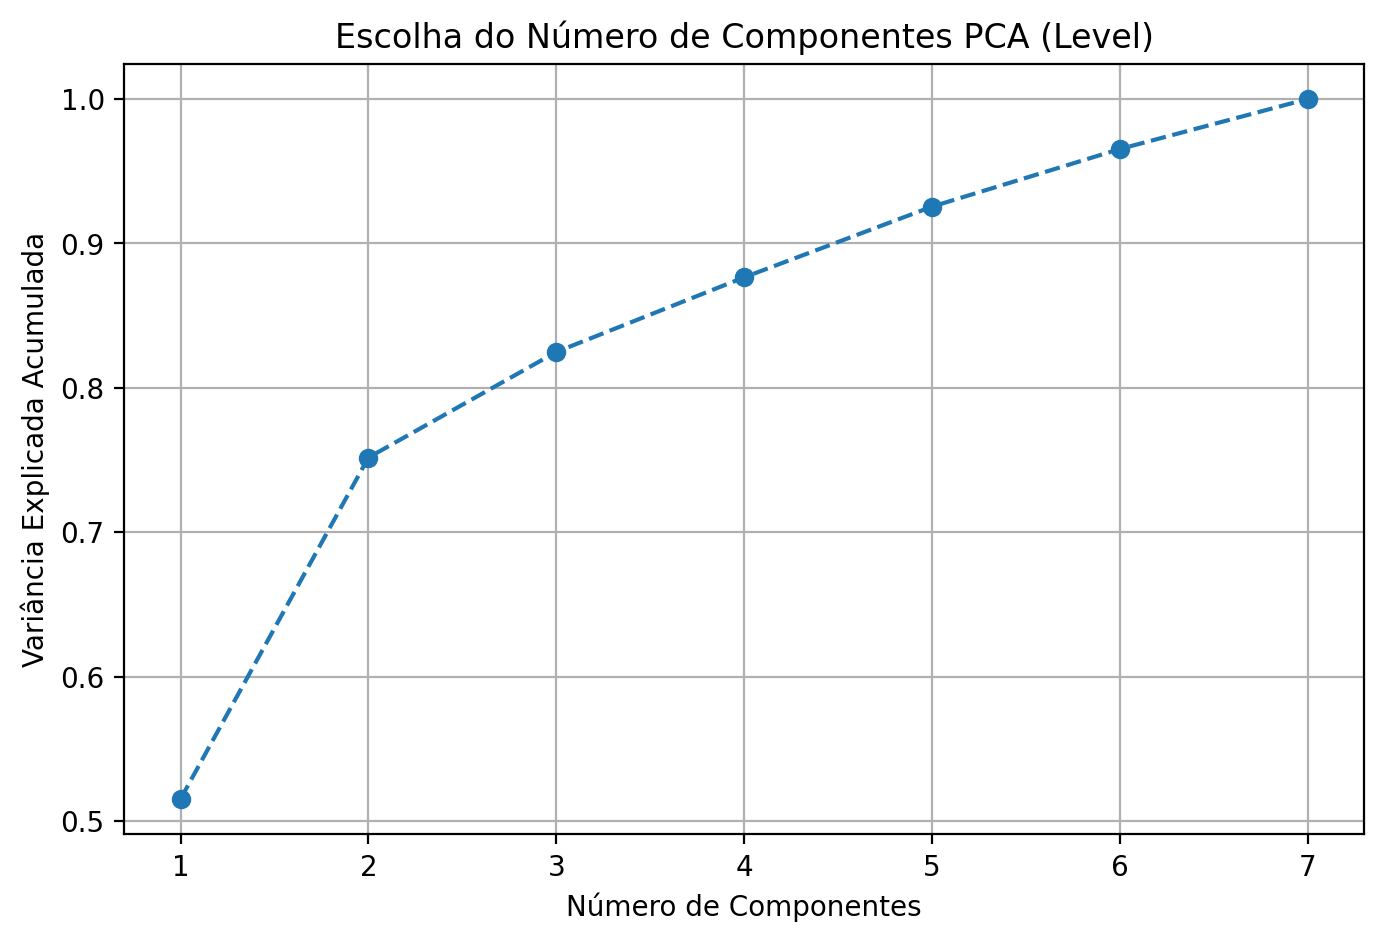 Escolha do Número de Componentes PCA (Level)
Variância Explicada Acumulada
1.0
0.9
0.8
0.7
0.6
0.5
1 2 3 4 5 6 7
Número de Componentes